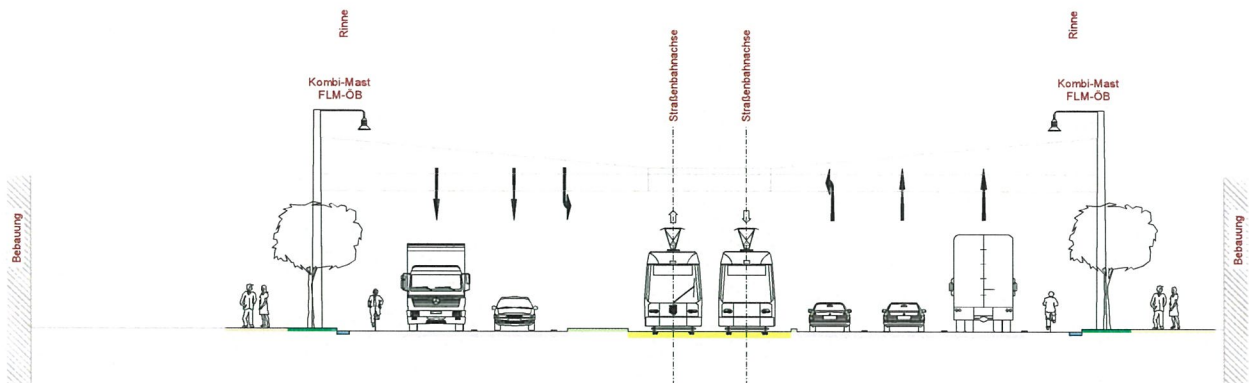 Rinne
Kombi-Mast
FLM-ÖB
Straßenbahnachse
Straßenbahnachse
Rinne
Kombi-Mast
FLM-ÖB
Bebauung
Bebauung